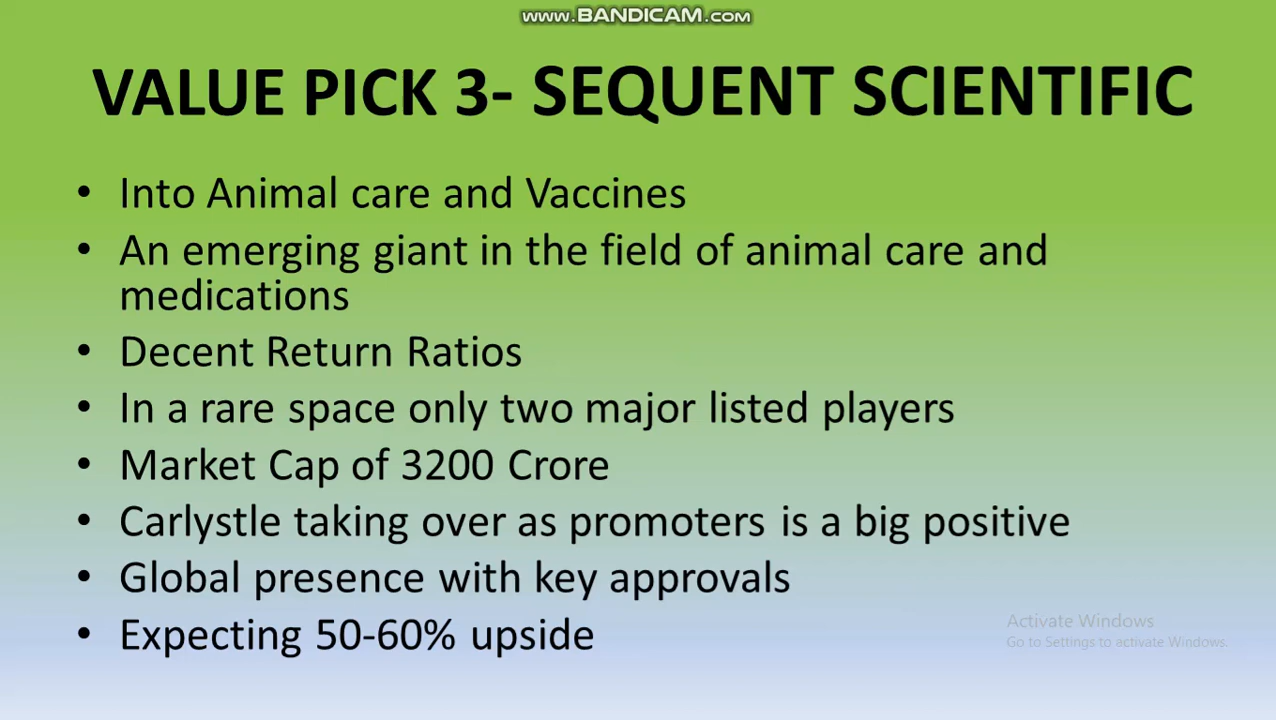 www.BANDICAM.com
VALUE PICK 3- SEQUENT SCIENTIFIC
• Into Animal care and Vaccines
• An emerging giant in the field of animal care and
medications
• Decent Return Ratios
• In a rare space only two major listed players
• Market Cap of 3200 Crore
• Carlystle taking over as promoters is a big positive
• Global presence with key approvals
• Expecting 50-60% upside
Activate Windows
Go to Settings to activate Windows.